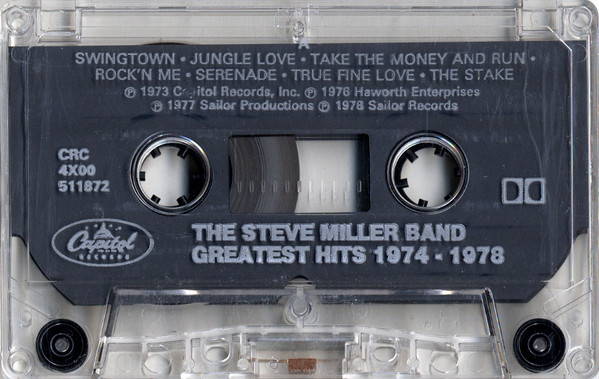 A
SWINGTOWN • JUNGLE LOVE • TAKE THE MONEY AND RUN •
ROCK'N ME • SERENADE • TRUE FINE LOVE • THE STAKE
℗ 1973 Capitol Records, Inc. ℗ 1976 Haworth Enterprises
℗ 1977 Sailor Productions ℗ 1978 Sailor Records
CRC
4X00
511872
Capitol
RECORDS
THE STEVE MILLER BAND
GREATEST HITS 1974 - 1978